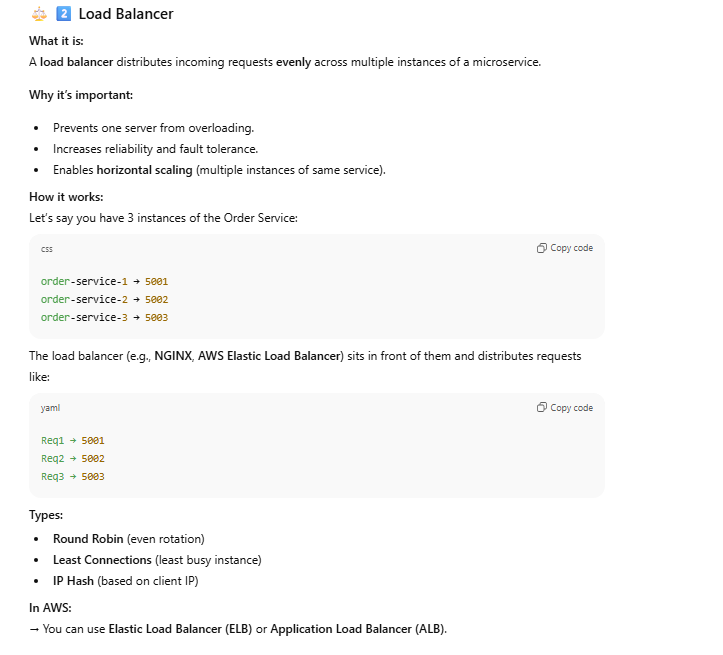 ⚖️ 2️⃣ Load Balancer
What it is:
A load balancer distributes incoming requests evenly across multiple instances of a microservice.
Why it's important:
• Prevents one server from overloading.
• Increases reliability and fault tolerance.
• Enables horizontal scaling (multiple instances of same service).
How it works:
Let's say you have 3 instances of the Order Service:
css Copy code
order-service-1 → 5001
order-service-2 → 5002
order-service-3 → 5003
The load balancer (e.g., NGINX, AWS Elastic Load Balancer) sits in front of them and distributes requests
like:
yaml Copy code
Req1 → 5001
Req2 → 5002
Req3 → 5003
Types:
• Round Robin (even rotation)
• Least Connections (least busy instance)
• IP Hash (based on client IP)
In AWS:
→ You can use Elastic Load Balancer (ELB) or Application Load Balancer (ALB).